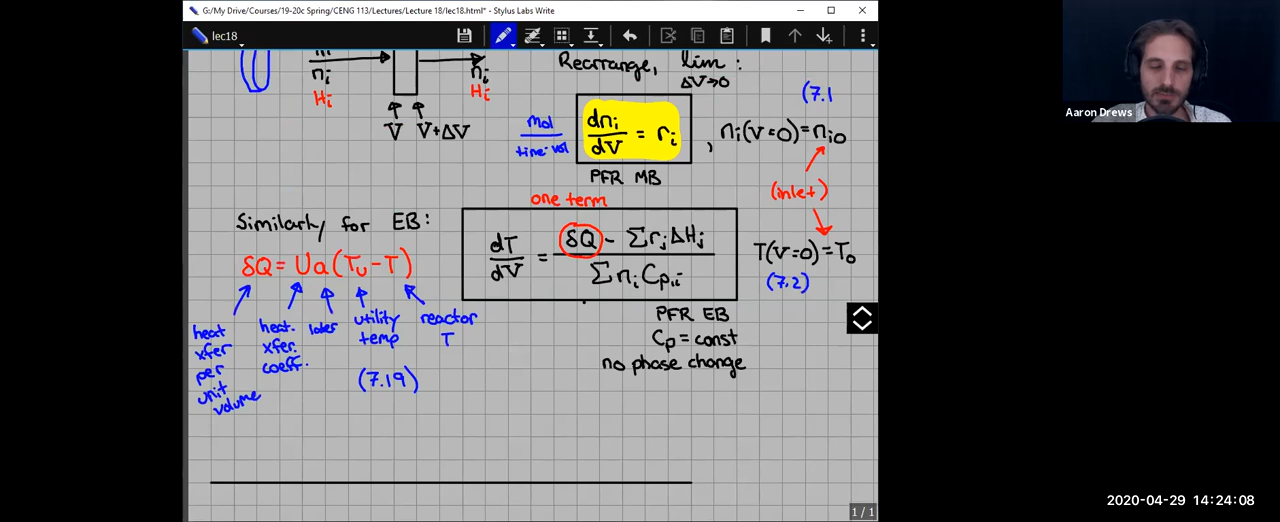 G:/My Drive/Courses/19-20c Spring/CENG 113/Lectures/Lecture 18/lec18.html* - Stylus Labs Write
lec18
Aaron Drews
Rearrange, lim :
ΔV→0
ni
Hi
ni
Hi
V V+ΔV
(7.1
mol
time·vol
dni/dV = ri , ni(V=0)=nio
PFR MB
(inlet)
one term
Similarly for EB:
dT/dV = (δQ - Σ rj ΔHj)/(Σ ni Cp,i)
T(V=0)=To
(7.2)
δQ = Ua(Tu-T)
heat xfer per unit volume
heat. xfer. coeff.
later
utility temp
reactor T
(7.19)
PFR EB
Cp = const
no phase change
1 / 1
2020-04-29 14:24:08